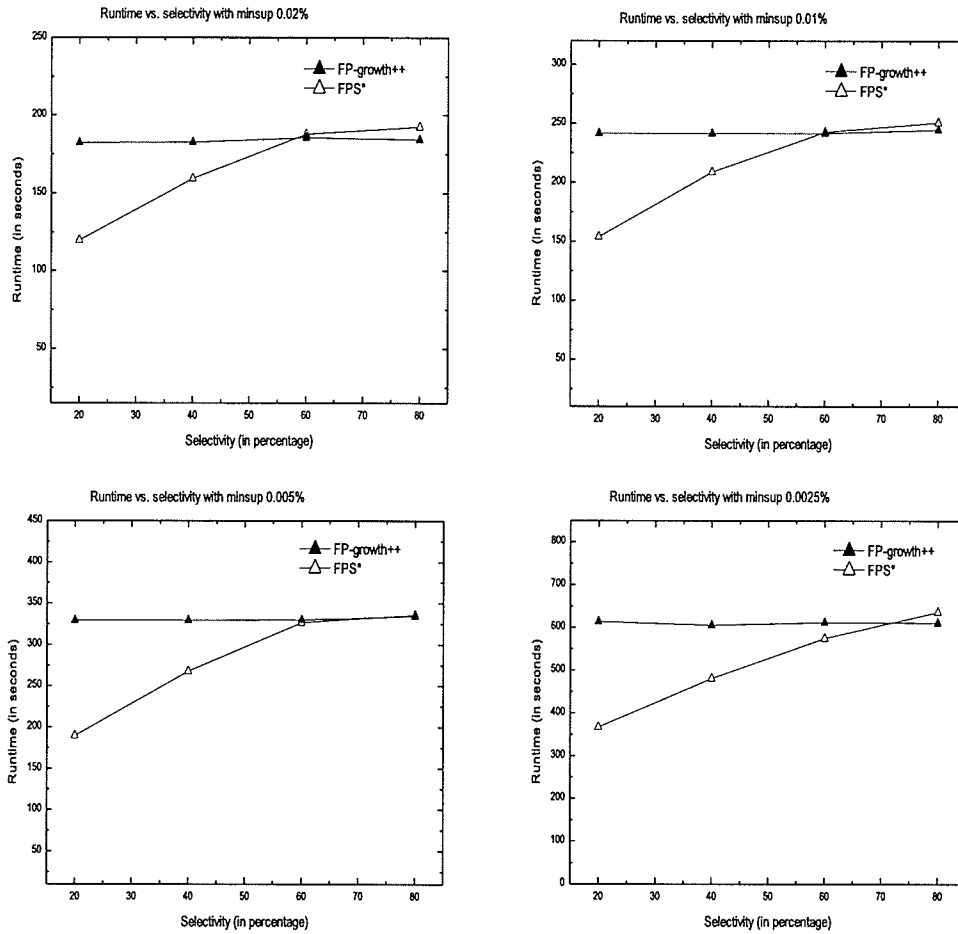 Runtime vs. selectivity with minsup 0.02%
250
200
150
100
50
20 30 40 50 60 70 80
Runtime (in seconds)
Selectivity (in percentage)
FP-growth++
FPS*
Runtime vs. selectivity with minsup 0.01%
300
250
200
150
100
50
20 30 40 50 60 70 80
Runtime (in seconds)
Selectivity (in percentage)
FP-growth++
FPS*
Runtime vs. selectivity with minsup 0.005%
450
400
350
300
250
200
150
100
50
20 30 40 50 60 70 80
Runtime (in seconds)
Selectivity (in percentage)
FP-growth++
FPS*
Runtime vs. selectivity with minsup 0.0025%
800
700
600
500
400
300
200
100
0
20 30 40 50 60 70 80
Runtime (in seconds)
Selectivity (in percentage)
FP-growth++
FPS*